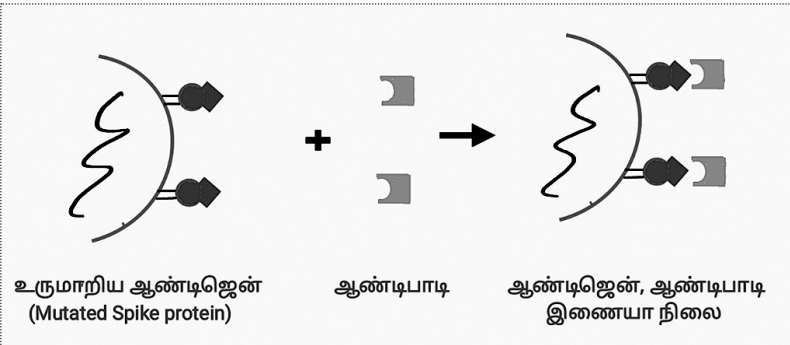 உருமாறிய ஆண்டிஜென்
(Mutated Spike protein)
ஆண்டிபாடி
ஆண்டிஜென், ஆண்டிபாடி
இணையா நிலை